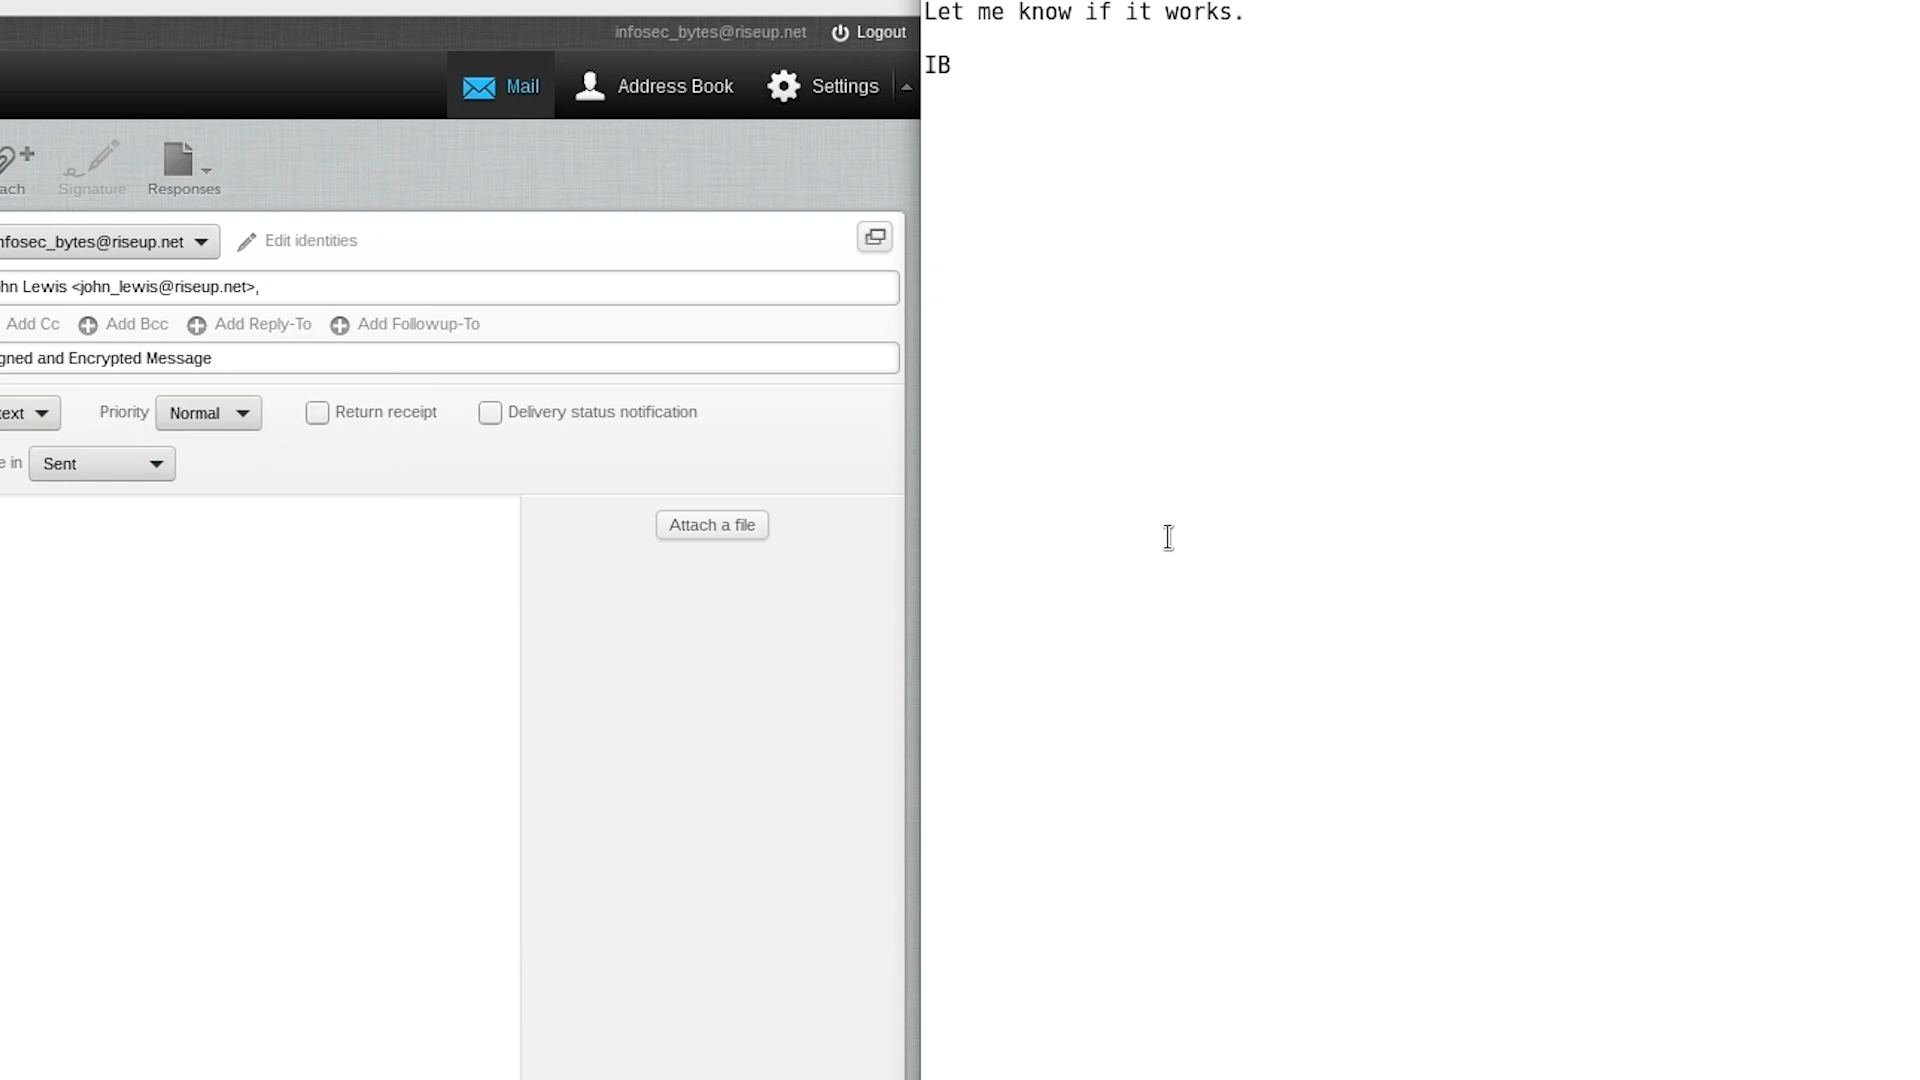 infosec_bytes@riseup.net Logout
Mail Address Book Settings
ach Signature Responses
nfosec_bytes@riseup.net Edit identities
hn Lewis <john_lewis@riseup.net>,
Add Cc Add Bcc Add Reply-To Add Followup-To
gned and Encrypted Message
text Priority Normal Return receipt Delivery status notification
e in Sent
Attach a file
Let me know if it works.
IB